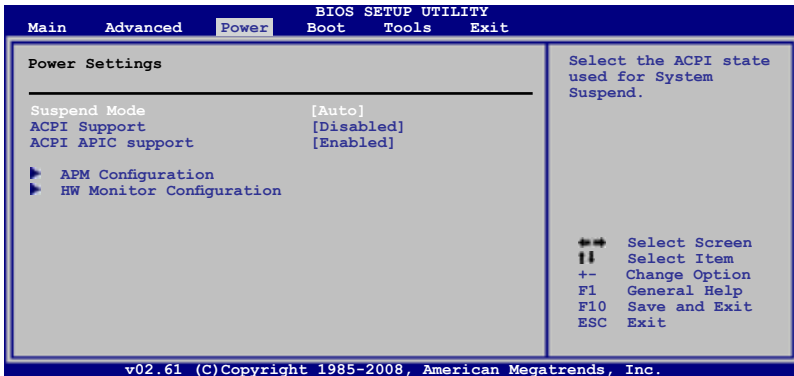 BIOS SETUP UTILITY
Main Advanced Power Boot Tools Exit
Power Settings
Suspend Mode [Auto]
ACPI Support [Disabled]
ACPI APIC support [Enabled]
APM Configuration
HW Monitor Configuration
Select the ACPI state
used for System
Suspend.
Select Screen
Select Item
+- Change Option
F1 General Help
F10 Save and Exit
ESC Exit
v02.61 (C)Copyright 1985-2008, American Megatrends, Inc.